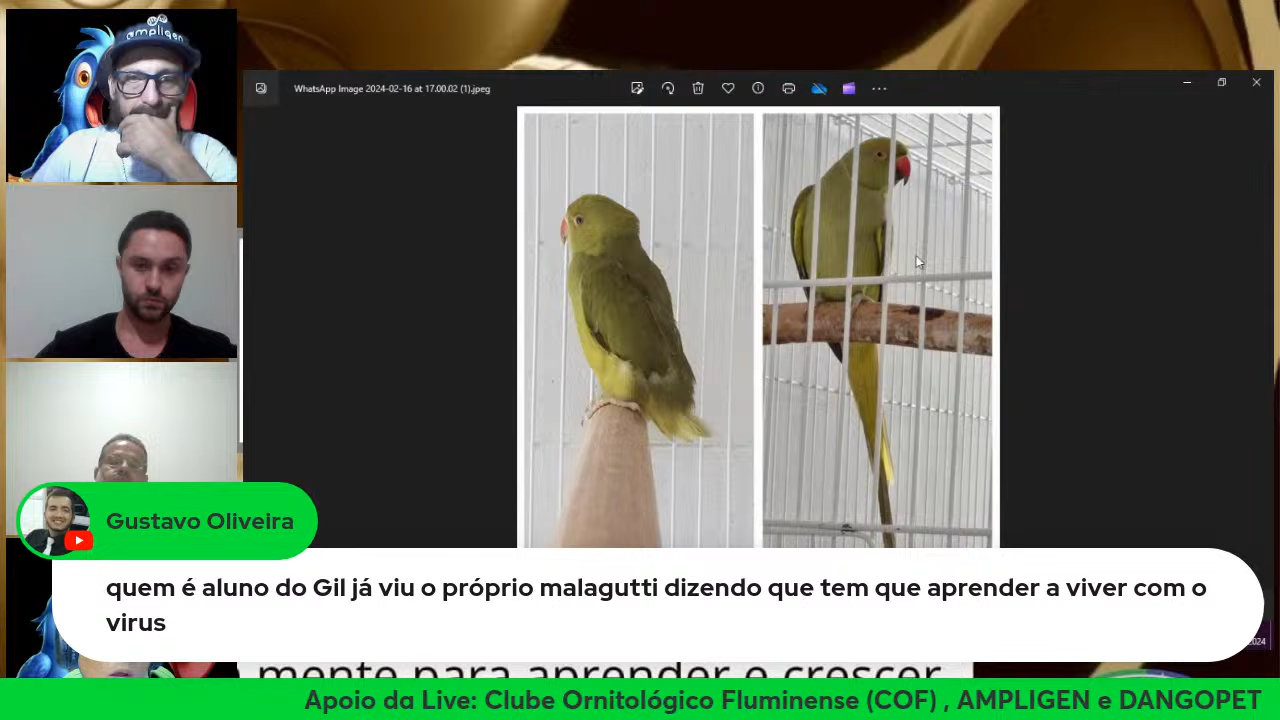 ampligen
WhatsApp Image 2024-02-16 at 17.00.02 (1).jpeg
Gustavo Oliveira
quem é aluno do Gil já viu o próprio malagutti dizendo que tem que aprender a viver com o
virus
2024
mente para aprender e crescer
Apoio da Live: Clube Ornitológico Fluminense (COF) , AMPLIGEN e DANGOPET